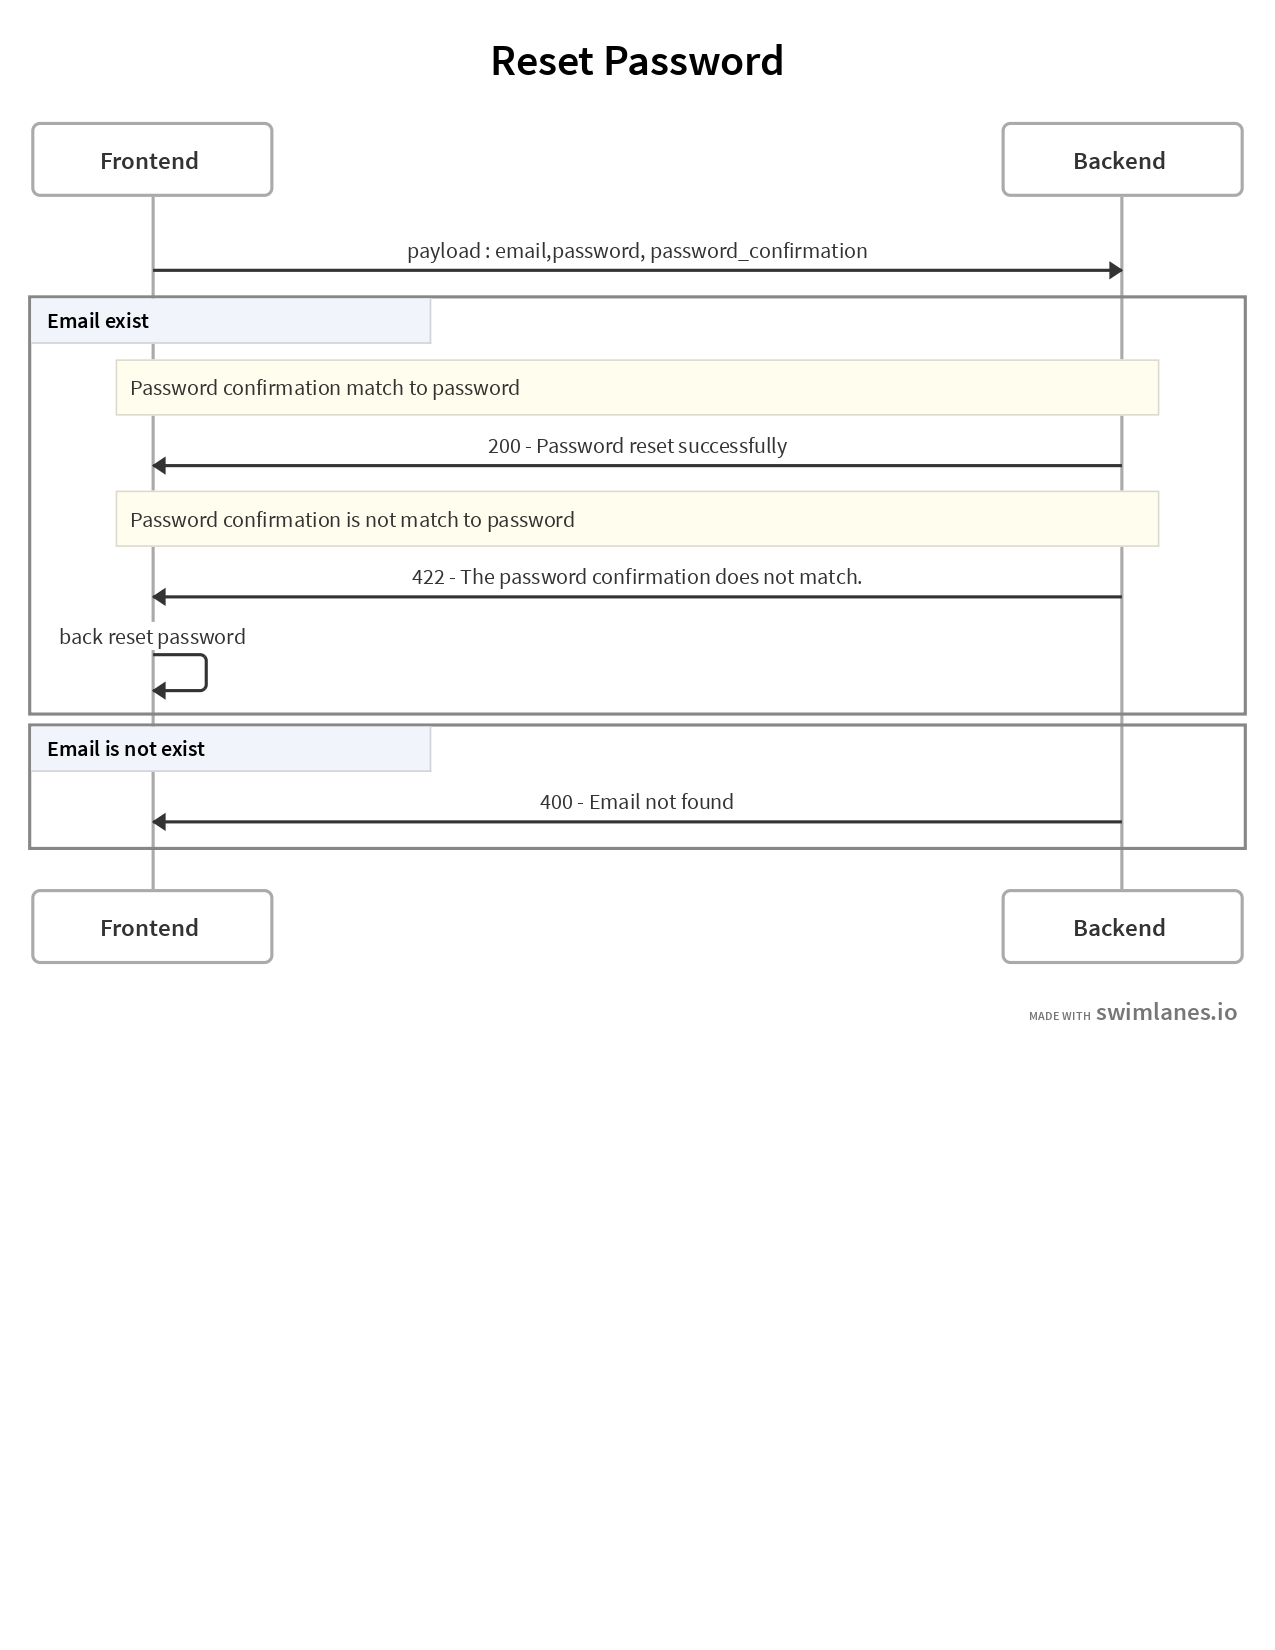 Reset Password
Frontend Backend
payload : email,password, password_confirmation
Email exist
Password confirmation match to password
200 - Password reset successfully
Password confirmation is not match to password
422 - The password confirmation does not match.
back reset password
Email is not exist
400 - Email not found
Frontend Backend
MADE WITH swimlanes.io